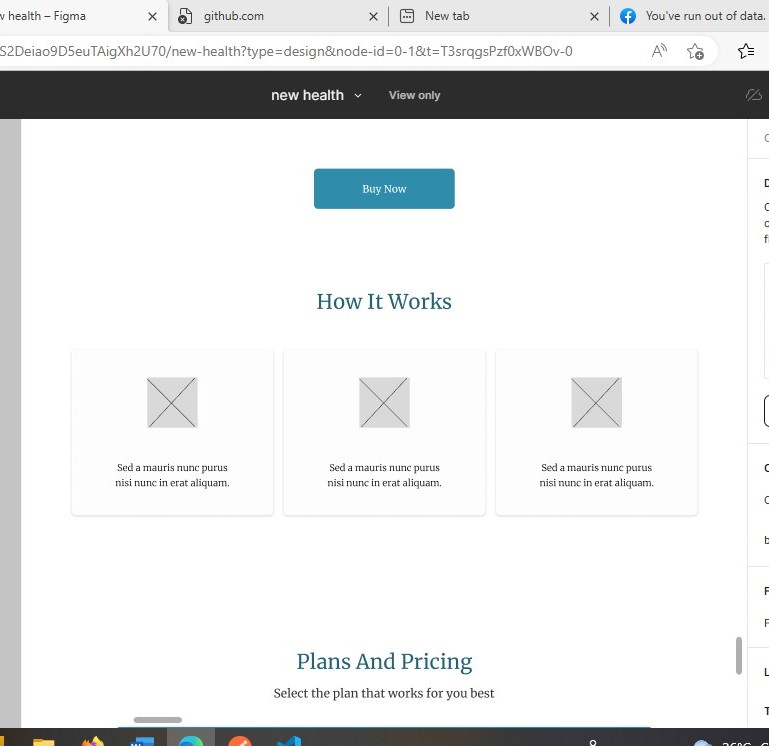 health – Figma
github.com
New tab
You've run out of data.
S2Deiao9D5euTAigXh2U70/new-health?type=design&node-id=0-1&t=T3srqgsPzf0xWBOv-0
new health
View only
Buy Now
How It Works
Sed a mauris nunc purus
nisi nunc in erat aliquam.
Sed a mauris nunc purus
nisi nunc in erat aliquam.
Sed a mauris nunc purus
nisi nunc in erat aliquam.
Plans And Pricing
Select the plan that works for you best